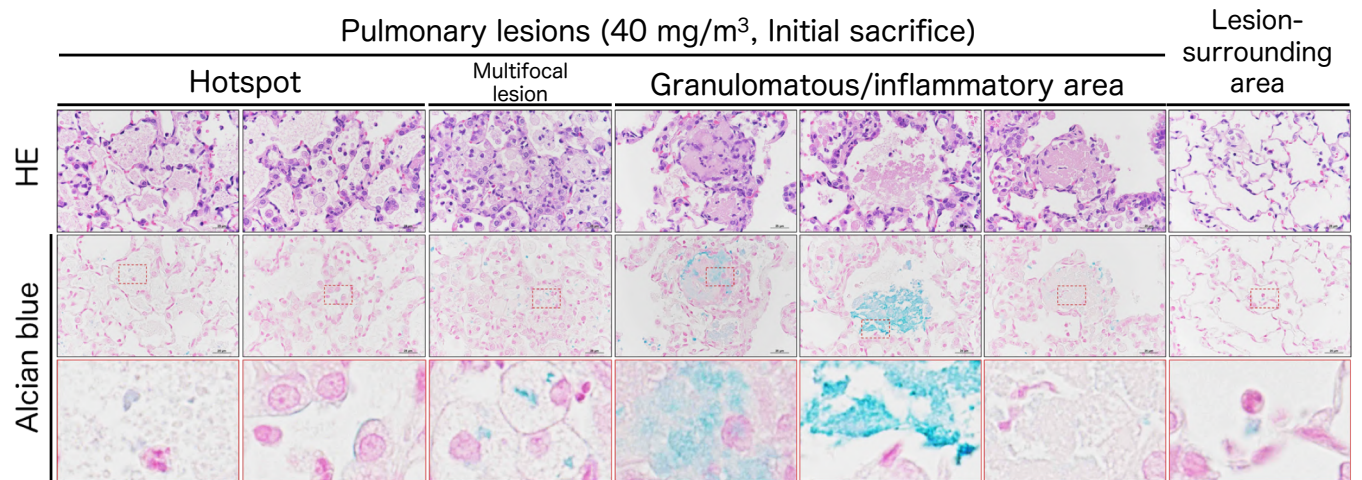 Pulmonary lesions (40 mg/m³, Initial sacrifice)
Lesion-
surrounding
area
Hotspot
Multifocal
lesion
Granulomatous/inflammatory area
HE
Alcian blue